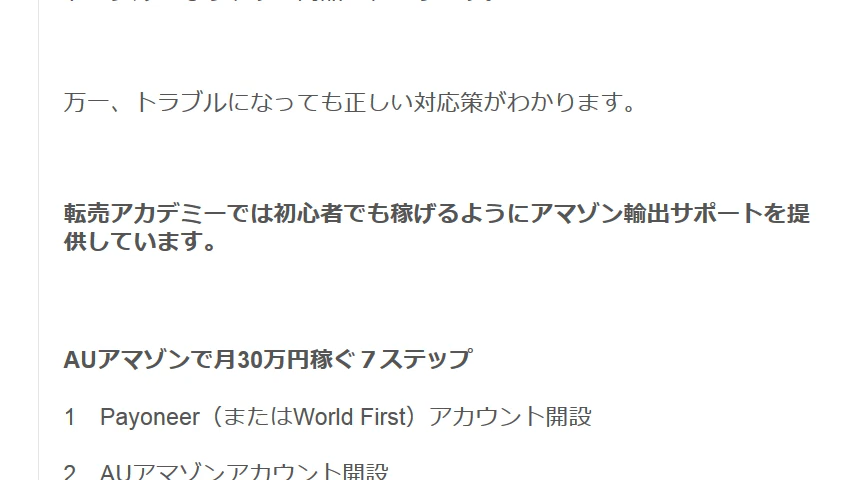 万一、トラブルになっても正しい対応策がわかります。
転売アカデミーでは初心者でも稼げるようにアマゾン輸出サポートを提
供しています。
AUアマゾンで月30万円稼ぐ７ステップ
1　Payoneer（またはWorld First）アカウント開設
2　AUアマゾンアカウント開設